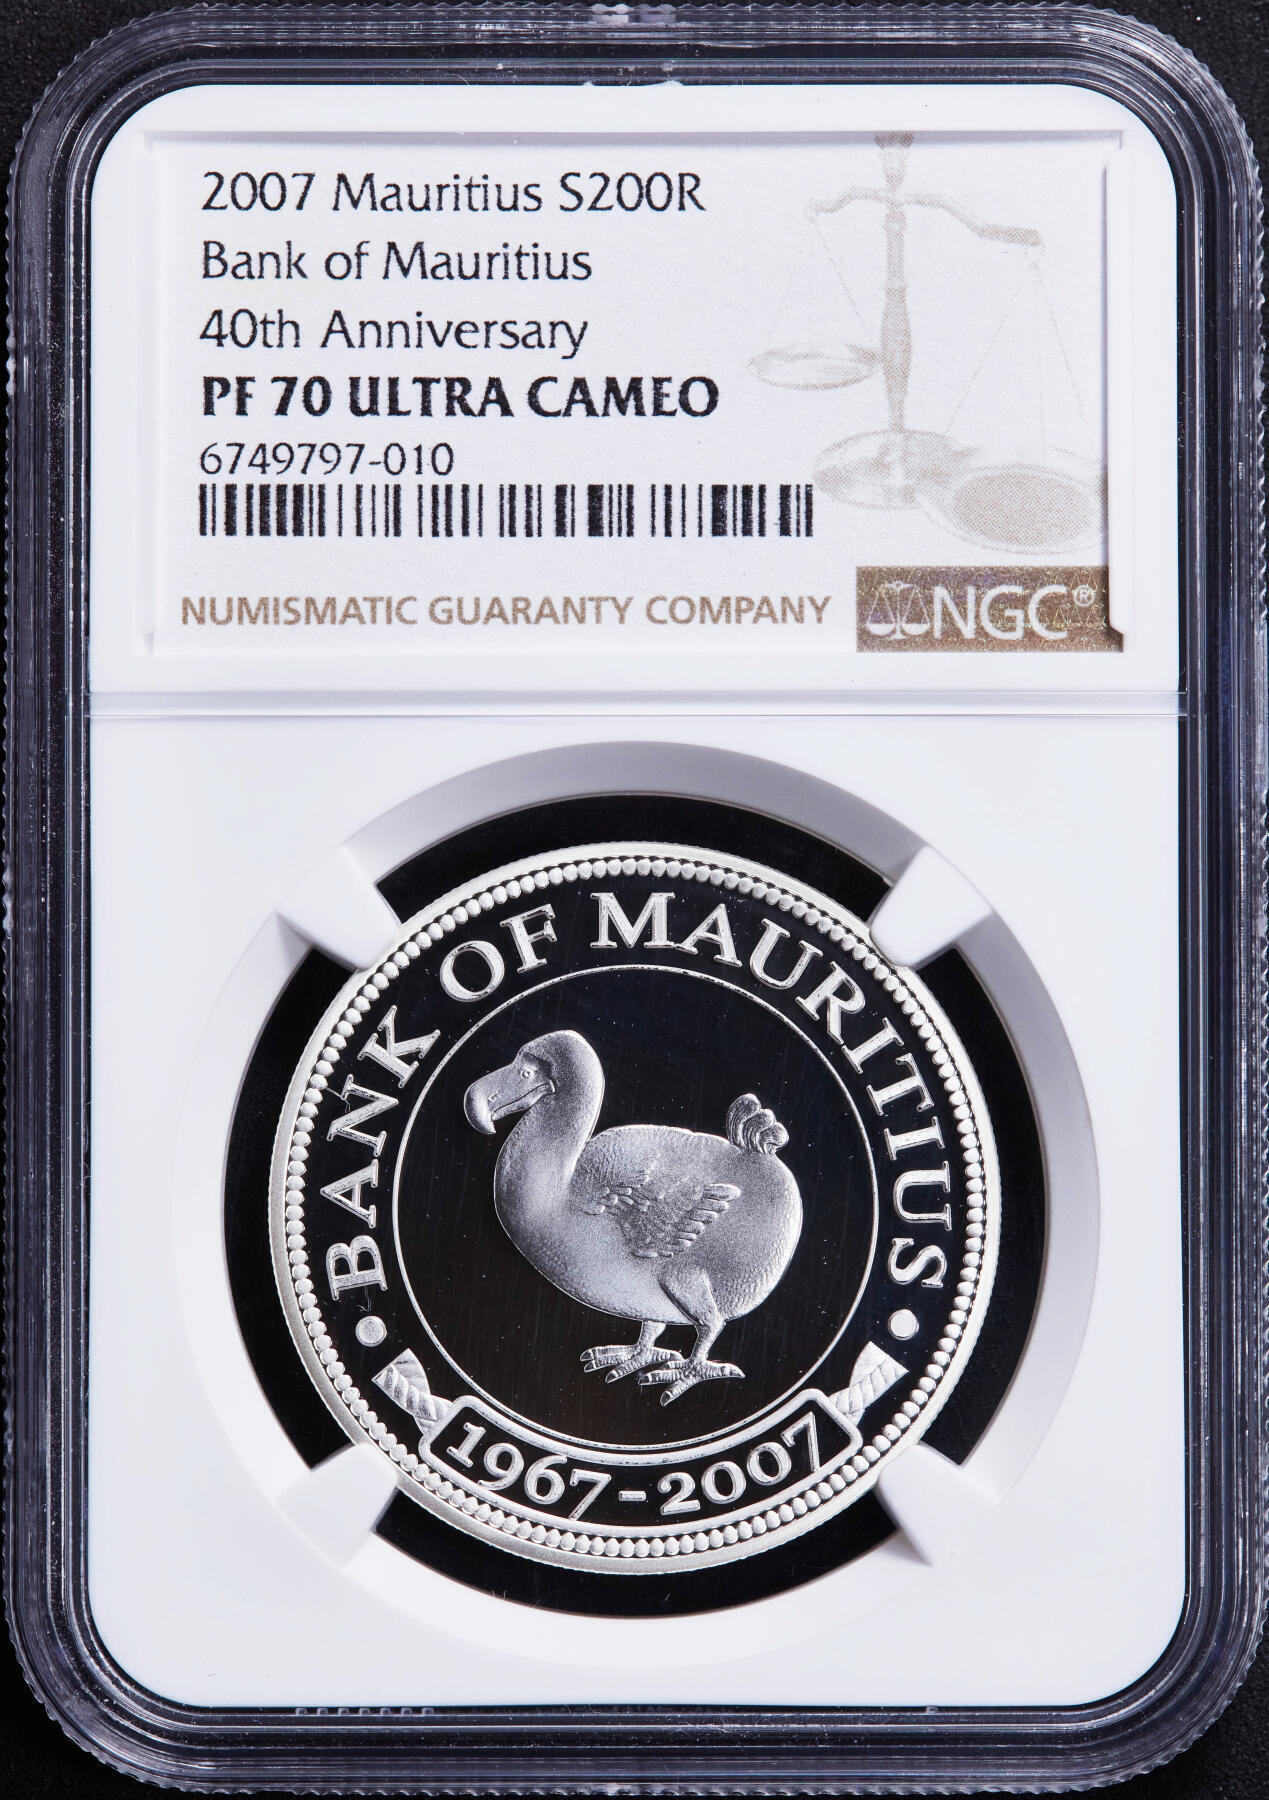 2007 Mauritius S200R
Bank of Mauritius
40th Anniversary
PF 70 ULTRA CAMEO
6749797-010
NUMISMATIC GUARANTY COMPANY
NGC®
• BANK OF MAURITIUS •
1967-2007